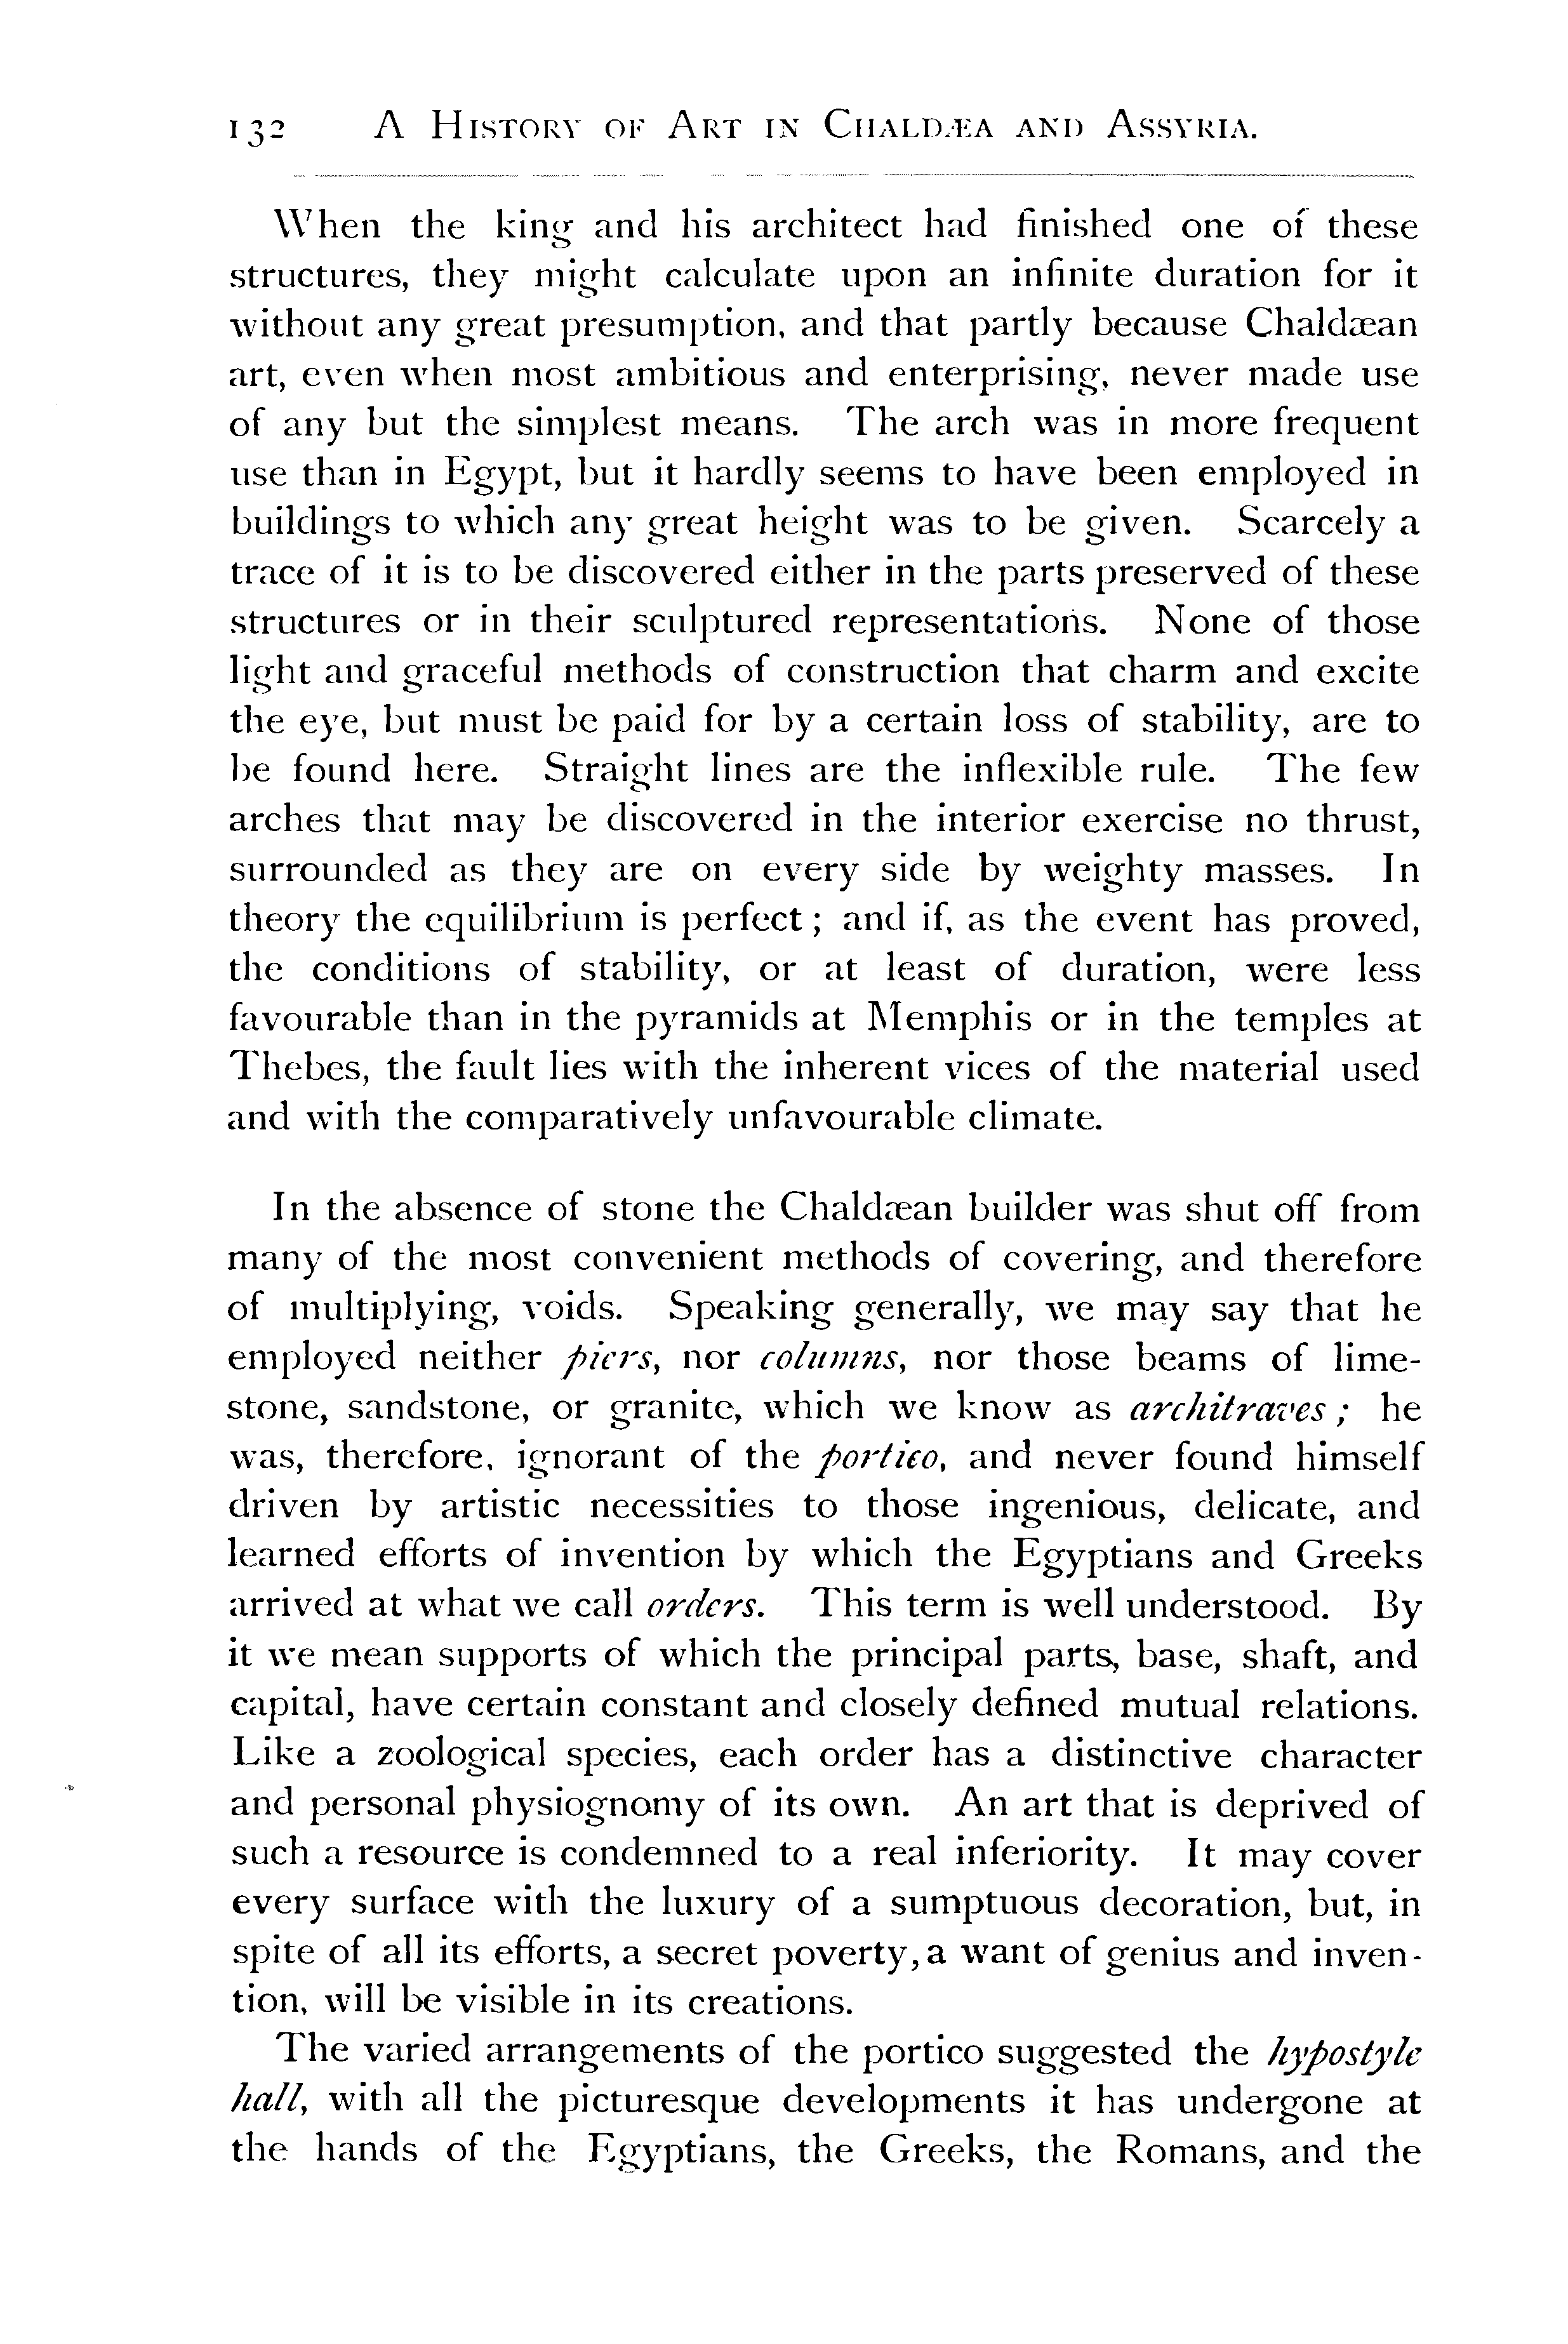 132 A History of Art in Chaldæa and Assyria.
When the king and his architect had finished one of these
structures, they might calculate upon an infinite duration for it
without any great presumption, and that partly because Chaldæan
art, even when most ambitious and enterprising, never made use
of any but the simplest means. The arch was in more frequent
use than in Egypt, but it hardly seems to have been employed in
buildings to which any great height was to be given. Scarcely a
trace of it is to be discovered either in the parts preserved of these
structures or in their sculptured representations. None of those
light and graceful methods of construction that charm and excite
the eye, but must be paid for by a certain loss of stability, are to
be found here. Straight lines are the inflexible rule. The few
arches that may be discovered in the interior exercise no thrust,
surrounded as they are on every side by weighty masses. In
theory the equilibrium is perfect; and if, as the event has proved,
the conditions of stability, or at least of duration, were less
favourable than in the pyramids at Memphis or in the temples at
Thebes, the fault lies with the inherent vices of the material used
and with the comparatively unfavourable climate.
In the absence of stone the Chaldæan builder was shut off from
many of the most convenient methods of covering, and therefore
of multiplying, voids. Speaking generally, we may say that he
employed neither piers, nor columns, nor those beams of lime-
stone, sandstone, or granite, which we know as architraves; he
was, therefore, ignorant of the portico, and never found himself
driven by artistic necessities to those ingenious, delicate, and
learned efforts of invention by which the Egyptians and Greeks
arrived at what we call orders. This term is well understood. By
it we mean supports of which the principal parts, base, shaft, and
capital, have certain constant and closely defined mutual relations.
Like a zoological species, each order has a distinctive character
and personal physiognomy of its own. An art that is deprived of
such a resource is condemned to a real inferiority. It may cover
every surface with the luxury of a sumptuous decoration, but, in
spite of all its efforts, a secret poverty, a want of genius and inven-
tion, will be visible in its creations.
The varied arrangements of the portico suggested the hypostyle
hall, with all the picturesque developments it has undergone at
the hands of the Egyptians, the Greeks, the Romans, and the